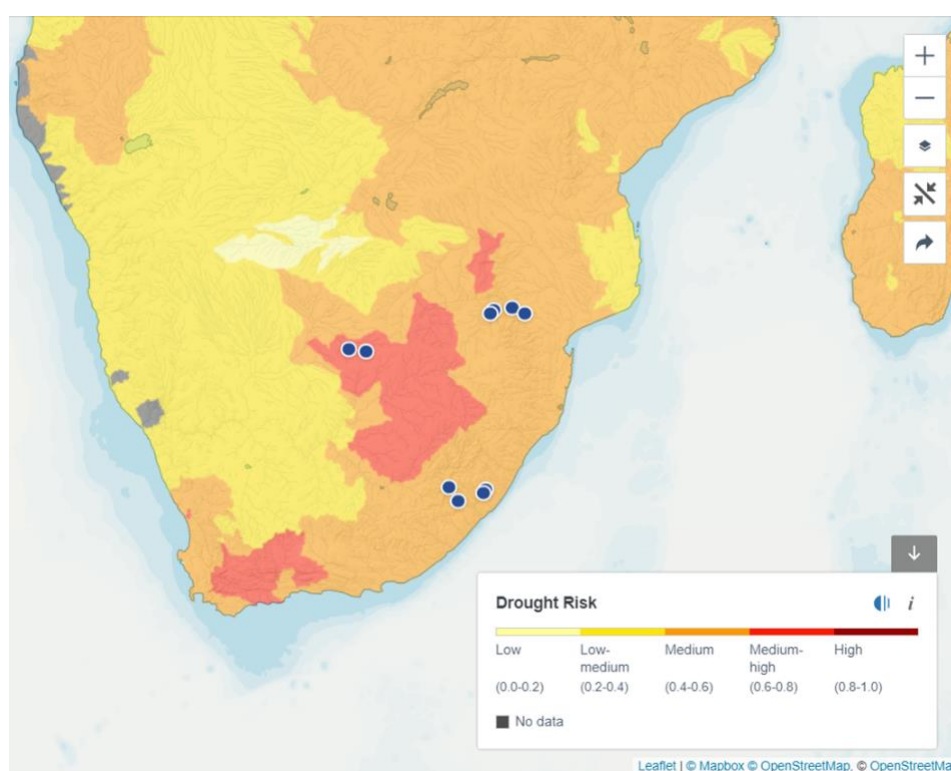 +
−
Drought Risk
i
Low Low- Medium Medium- High
medium high
(0.0-0.2) (0.2-0.4) (0.4-0.6) (0.6-0.8) (0.8-1.0)
No data
Leaflet | © Mapbox © OpenStreetMap, © OpenStreetMa